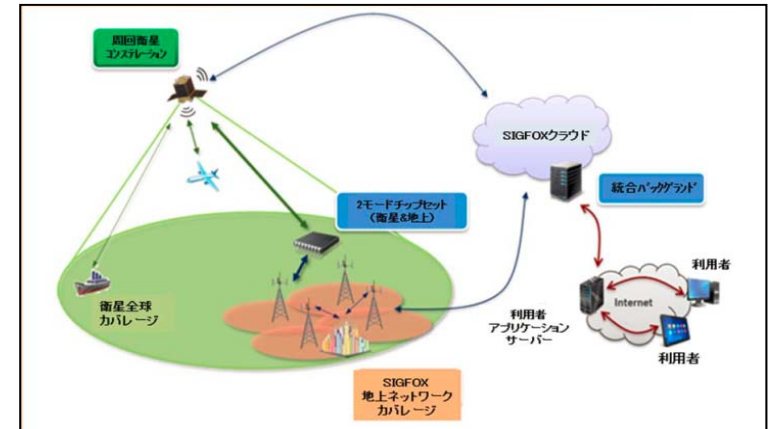 周回衛星
コンステレーション
SIGFOXクラウド
統合バックグランド
2モードチップセット
(衛星&地上)
利用者
衛星全球
カバレージ
Internet
利用者
アプリケーション
サーバー
利用者
SIGFOX
地上ネットワーク
カバレージ